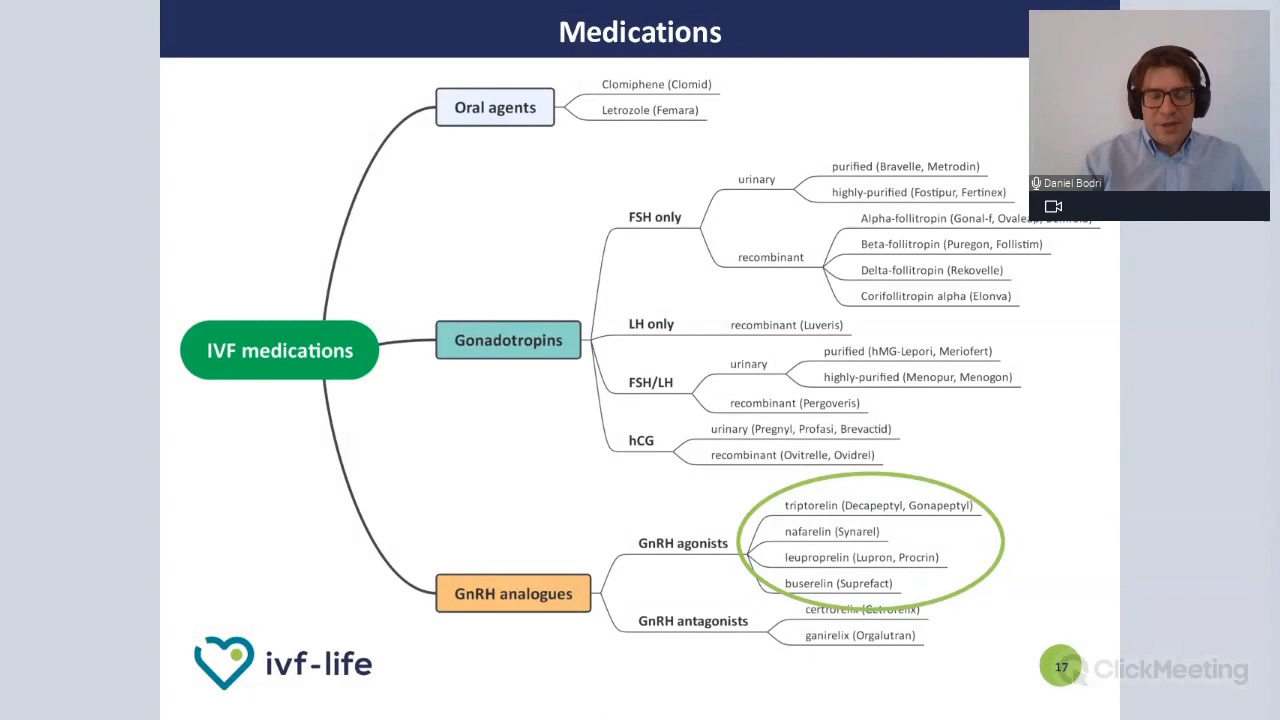 Medications
Daniel Bodri
Oral agents
Clomiphene (Clomid)
Letrozole (Femara)
IVF medications
Gonadotropins
FSH only
urinary
purified (Bravelle, Metrodin)
highly-purified (Fostipur, Fertinex)
recombinant
Alpha-follitropin (Gonal-f, Ovaleap,
Beta-follitropin (Puregon, Follistim)
Delta-follitropin (Rekovelle)
Corifollitropin alpha (Elonva)
LH only
recombinant (Luveris)
FSH/LH
urinary
purified (hMG-Lepori, Meriofert)
highly-purified (Menopur, Menogon)
recombinant (Pergoveris)
hCG
urinary (Pregnyl, Profasi, Brevactid)
recombinant (Ovitrelle, Ovidrel)
GnRH analogues
GnRH agonists
triptorelin (Decapeptyl, Gonapeptyl)
nafarelin (Synarel)
leuproprelin (Lupron, Procrin)
buserelin (Suprefact)
GnRH antagonists
certrorelix (Cetrorelix)
ganirelix (Orgalutran)
ivf-life
17
ClickMeeting